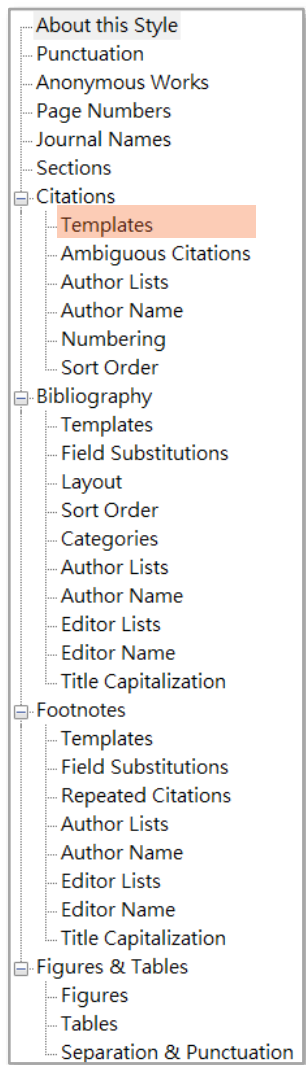 About this Style
Punctuation
Anonymous Works
Page Numbers
Journal Names
Sections
Citations
Templates
Ambiguous Citations
Author Lists
Author Name
Numbering
Sort Order
Bibliography
Templates
Field Substitutions
Layout
Sort Order
Categories
Author Lists
Author Name
Editor Lists
Editor Name
Title Capitalization
Footnotes
Templates
Field Substitutions
Repeated Citations
Author Lists
Author Name
Editor Lists
Editor Name
Title Capitalization
Figures & Tables
Figures
Tables
Separation & Punctuation